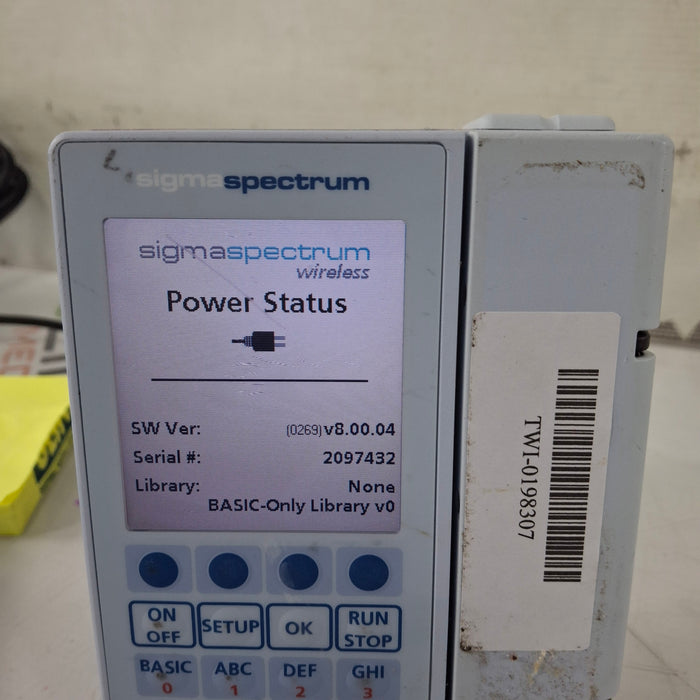 sigmaspectrum
sigmaspectrum
wireless
Power Status
SW Ver: (0269)v8.00.04
Serial #: 2097432
Library: None
BASIC-Only Library v0
ON
OFF
SETUP
OK
RUN
STOP
BASIC
0
ABC
1
DEF
2
GHI
3
TWI-0198307